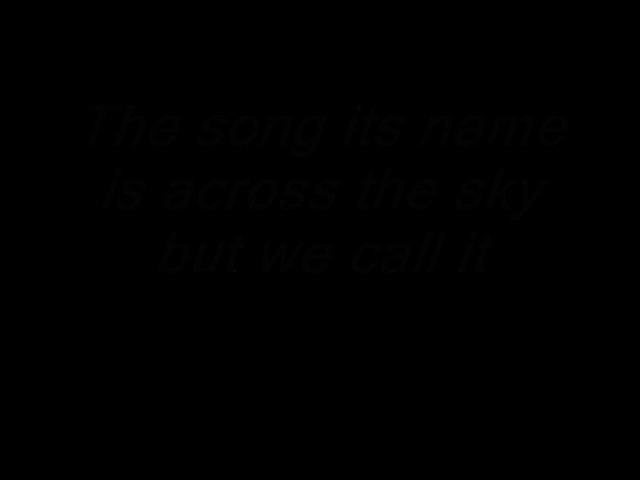 The song its name
is across the sky
but we call it